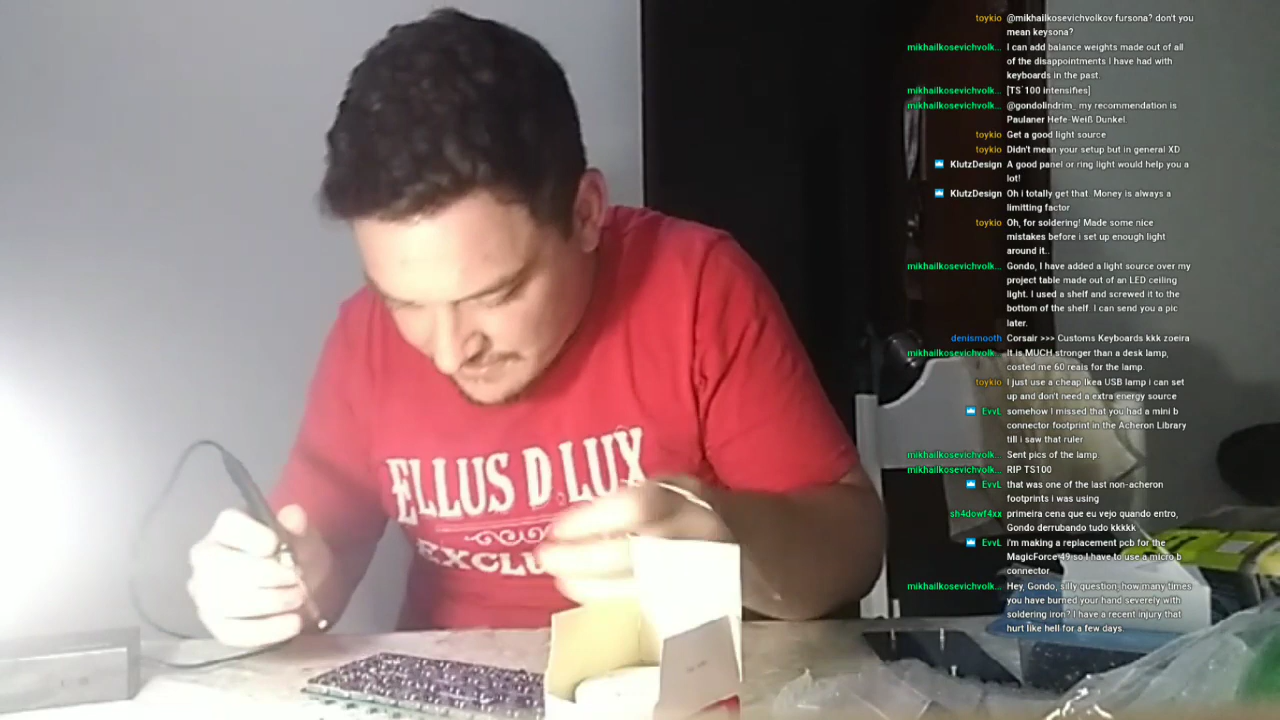 toykio @mikhailkosevichvolkov fursona? don't you
mean keysona?
mikhailkosevichvolk... I can add balance weights made out of all
of the disappointments I have had with
keyboards in the past.
mikhailkosevichvolk... [TS`100 intensifies]
mikhailkosevichvolk... @gondolindrim_ my recommendation is
Paulaner Hefe-Weiß Dunkel.
toykio Get a good light source
toykio Didn't mean your setup but in general XD
KlutzDesign A good panel or ring light would help you a
lot!
KlutzDesign Oh i totally get that. Money is always a
limitting factor
toykio Oh, for soldering! Made some nice
mistakes before i set up enough light
around it..
mikhailkosevichvolk... Gondo, I have added a light source over my
project table made out of an LED ceiling
light. I used a shelf and screwed it to the
bottom of the shelf. I can send you a pic
later.
denismooth Corsair >>> Customs Keyboards kkk zoeira
mikhailkosevichvolk... It is MUCH stronger than a desk lamp,
costed me 60 reais for the lamp.
toykio I just use a cheap Ikea USB lamp i can set
up and don't need a extra energy source
EvvL somehow I missed that you had a mini b
connector footprint in the Acheron Library
till i saw that ruler
mikhailkosevichvolk... Sent pics of the lamp.
mikhailkosevichvolk... RIP TS100
EvvL that was one of the last non-acheron
footprints i was using
sh4dowf4xx primeira cena que eu vejo quando entro,
Gondo derrubando tudo kkkkk
EvvL i'm making a replacement pcb for the
MagicForce 49 so I have to use a micro b
connector
mikhailkosevichvolk... Hey, Gondo, silly question, how many times
you have burned your hand severely with
soldering iron? I have a recent injury that
hurt like hell for a few days.
ELLUS D.LUX
EXCLU